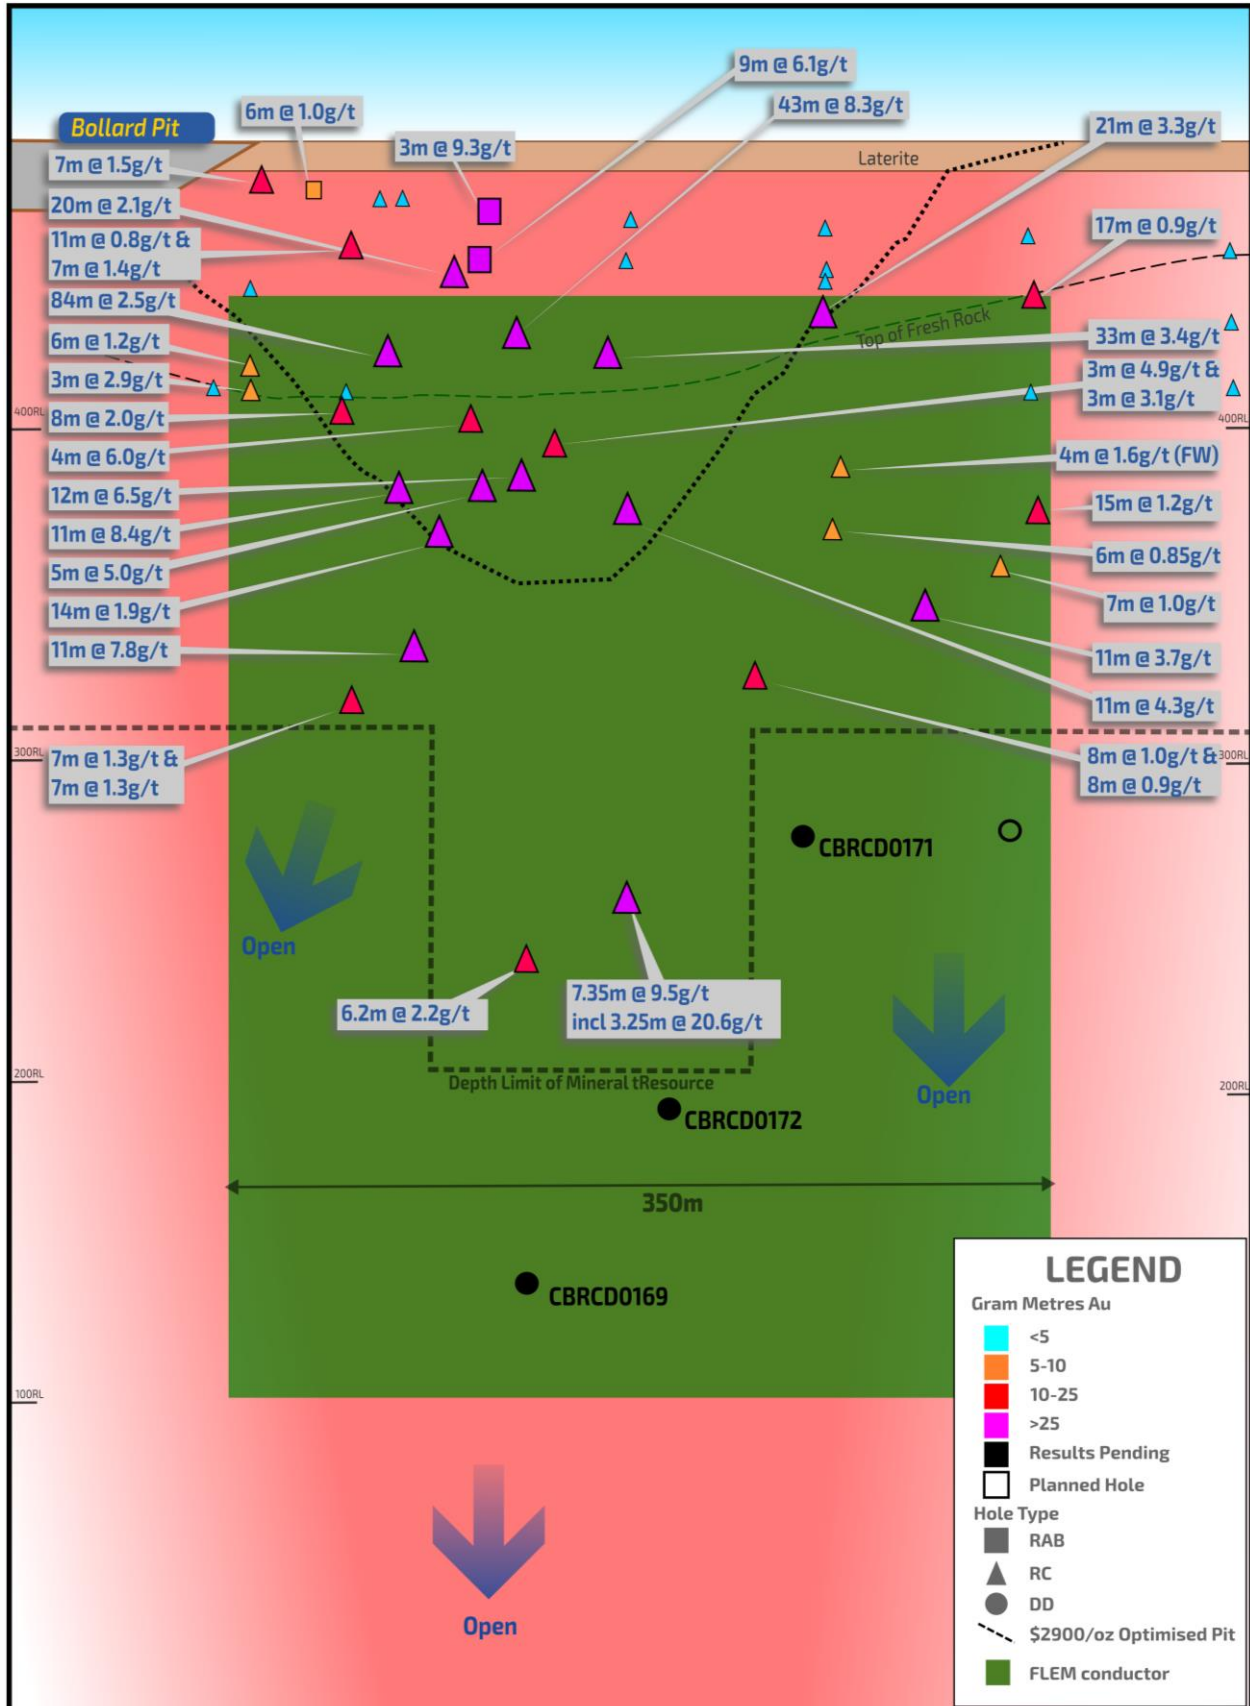 9m @ 6.1g/t
43m @ 8.3g/t
6m @ 1.0g/t
21m @ 3.3g/t
Bollard Pit
3m @ 9.3g/t
Laterite
7m @ 1.5g/t
20m @ 2.1g/t
17m @ 0.9g/t
11m @ 0.8g/t &
7m @ 1.4g/t
84m @ 2.5g/t
Top of Fresh Rock
6m @ 1.2g/t
33m @ 3.4g/t
3m @ 2.9g/t
3m @ 4.9g/t &
3m @ 3.1g/t
400RL
400RL
8m @ 2.0g/t
4m @ 6.0g/t
4m @ 1.6g/t (FW)
12m @ 6.5g/t
15m @ 1.2g/t
11m @ 8.4g/t
6m @ 0.85g/t
5m @ 5.0g/t
7m @ 1.0g/t
14m @ 1.9g/t
11m @ 7.8g/t
11m @ 3.7g/t
11m @ 4.3g/t
300RL
300RL
7m @ 1.3g/t &
7m @ 1.3g/t
8m @ 1.0g/t &
8m @ 0.9g/t
CBRCD0171
Open
6.2m @ 2.2g/t
7.35m @ 9.5g/t
incl 3.25m @ 20.6g/t
200RL
200RL
Depth Limit of Mineral tResource
Open
CBRCD0172
350m
CBRCD0169
100RL
Open
LEGEND
Gram Metres Au
<5
5-10
10-25
>25
Results Pending
Planned Hole
Hole Type
RAB
RC
DD
$2900/oz Optimised Pit
FLEM conductor